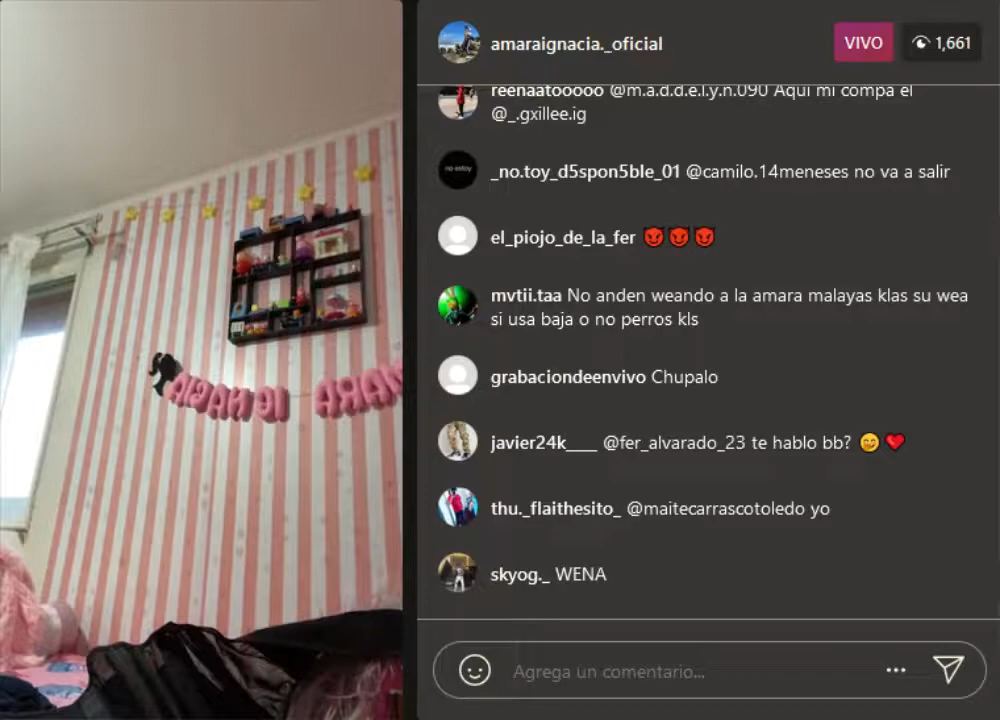 amaraignacia._oficial
VIVO
1,661
reenaatooooo @m.a.d.d.e.l.y.n.090 Aqui mi compa el
@_.gxillee.ig
no estoy
_no.toy_d5spon5ble_01 @camilo.14meneses no va a salir
el_piojo_de_la_fer 😈😈😈
mvtii.taa No anden weando a la amara malayas klas su wea
si usa baja o no perros kls
grabaciondeenvivo Chupalo
javier24k____ @fer_alvarado_23 te hablo bb? 🤭❤️
thu._flaithesito_ @maitecarrascotoledo yo
skyog._ WENA
Agrega un comentario...